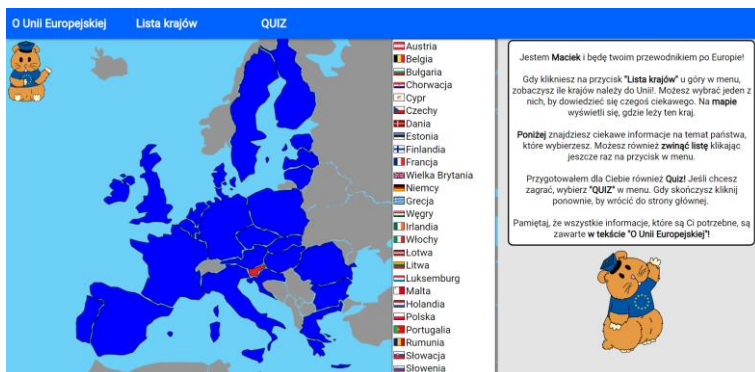 O Unii Europejskiej
Lista krajów
QUIZ
Austria
Belgia
Bułgaria
Chorwacja
Cypr
Czechy
Dania
Estonia
Finlandia
Francja
Wielka Brytania
Niemcy
Grecja
Węgry
Irlandia
Włochy
Łotwa
Litwa
Luksemburg
Malta
Holandia
Polska
Portugalia
Rumunia
Słowacja
Słowenia
Jestem Maciek i będę twoim przewodnikiem po Europie!
Gdy klikniesz na przycisk "Lista krajów" u góry w menu,
zobaczysz ile krajów należy do Unii!. Możesz wybrać jeden z
nich, by dowiedzieć się czegoś ciekawego. Na mapie
wyświetli się, gdzie leży ten kraj.
Poniżej znajdziesz ciekawe informacje na temat państwa,
które wybierzesz. Możesz również zwinąć listę klikając
jeszcze raz na przycisk w menu.
Przygotowałem dla Ciebie również Quiz! Jeśli chcesz
zagrać, wybierz "QUIZ" w menu. Gdy skończysz kliknij
ponownie, by wrócić do strony głównej.
Pamiętaj, że wszystkie informacje, które są Ci potrzebne, są
zawarte w tekście "O Unii Europejskiej"!